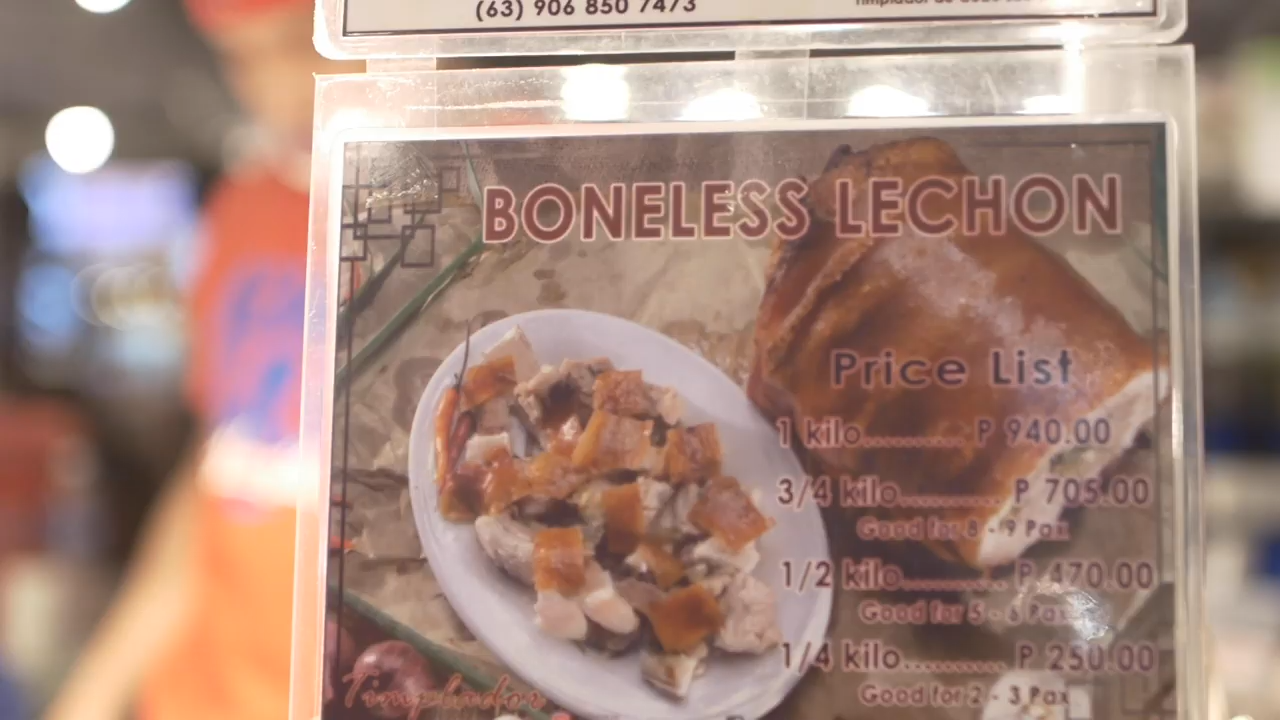 (63) 906 850 7473
BONELESS LECHON
Price List
1 kilo............. P 940.00
3/4 kilo............. P 705.00
Good for 8 - 9 Pax
1/2 kilo............. P 470.00
Good for 5 - 6 Pax
1/4 kilo............. P 250.00
Good for 2 - 3 Pax
Timplador